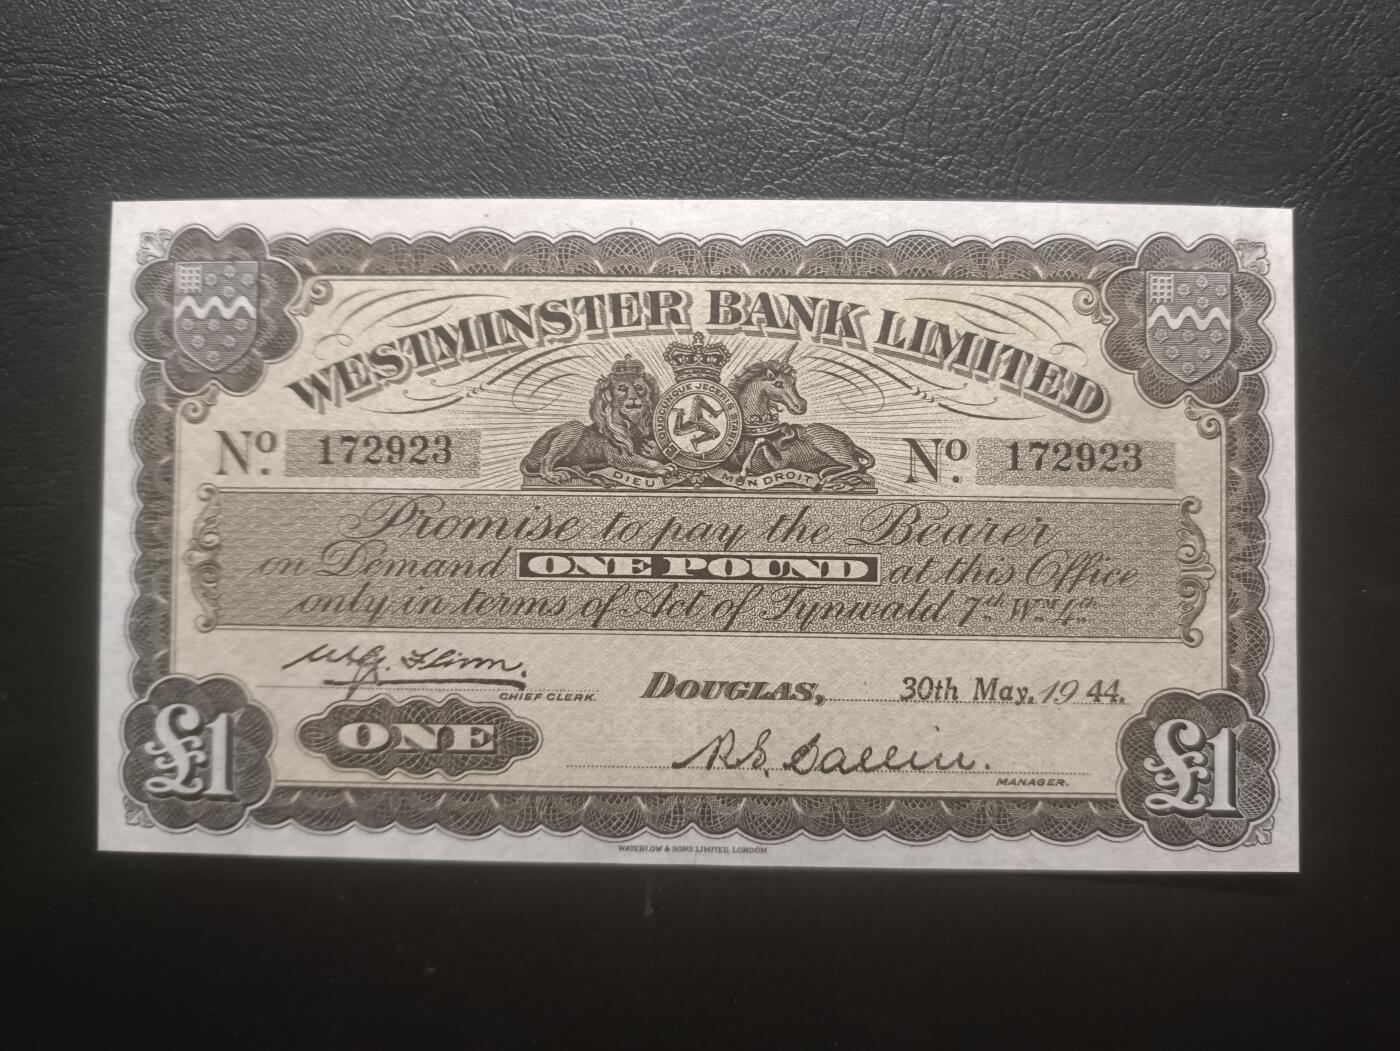 WESTMINSTER BANK LIMITED
QUOCUNQUE JECERIS STABIT
DIEU ET MON DROIT
No. 172923
No. 172923
Promise to pay the Bearer
on Demand ONE POUND at this Office
only in terms of Act of Tynwald 7th Wm 4th
CHIEF CLERK.
DOUGLAS, 30th May, 1944.
£1
ONE
R.S. Callin.
MANAGER.
£1
WATERLOW & SONS LIMITED, LONDON.